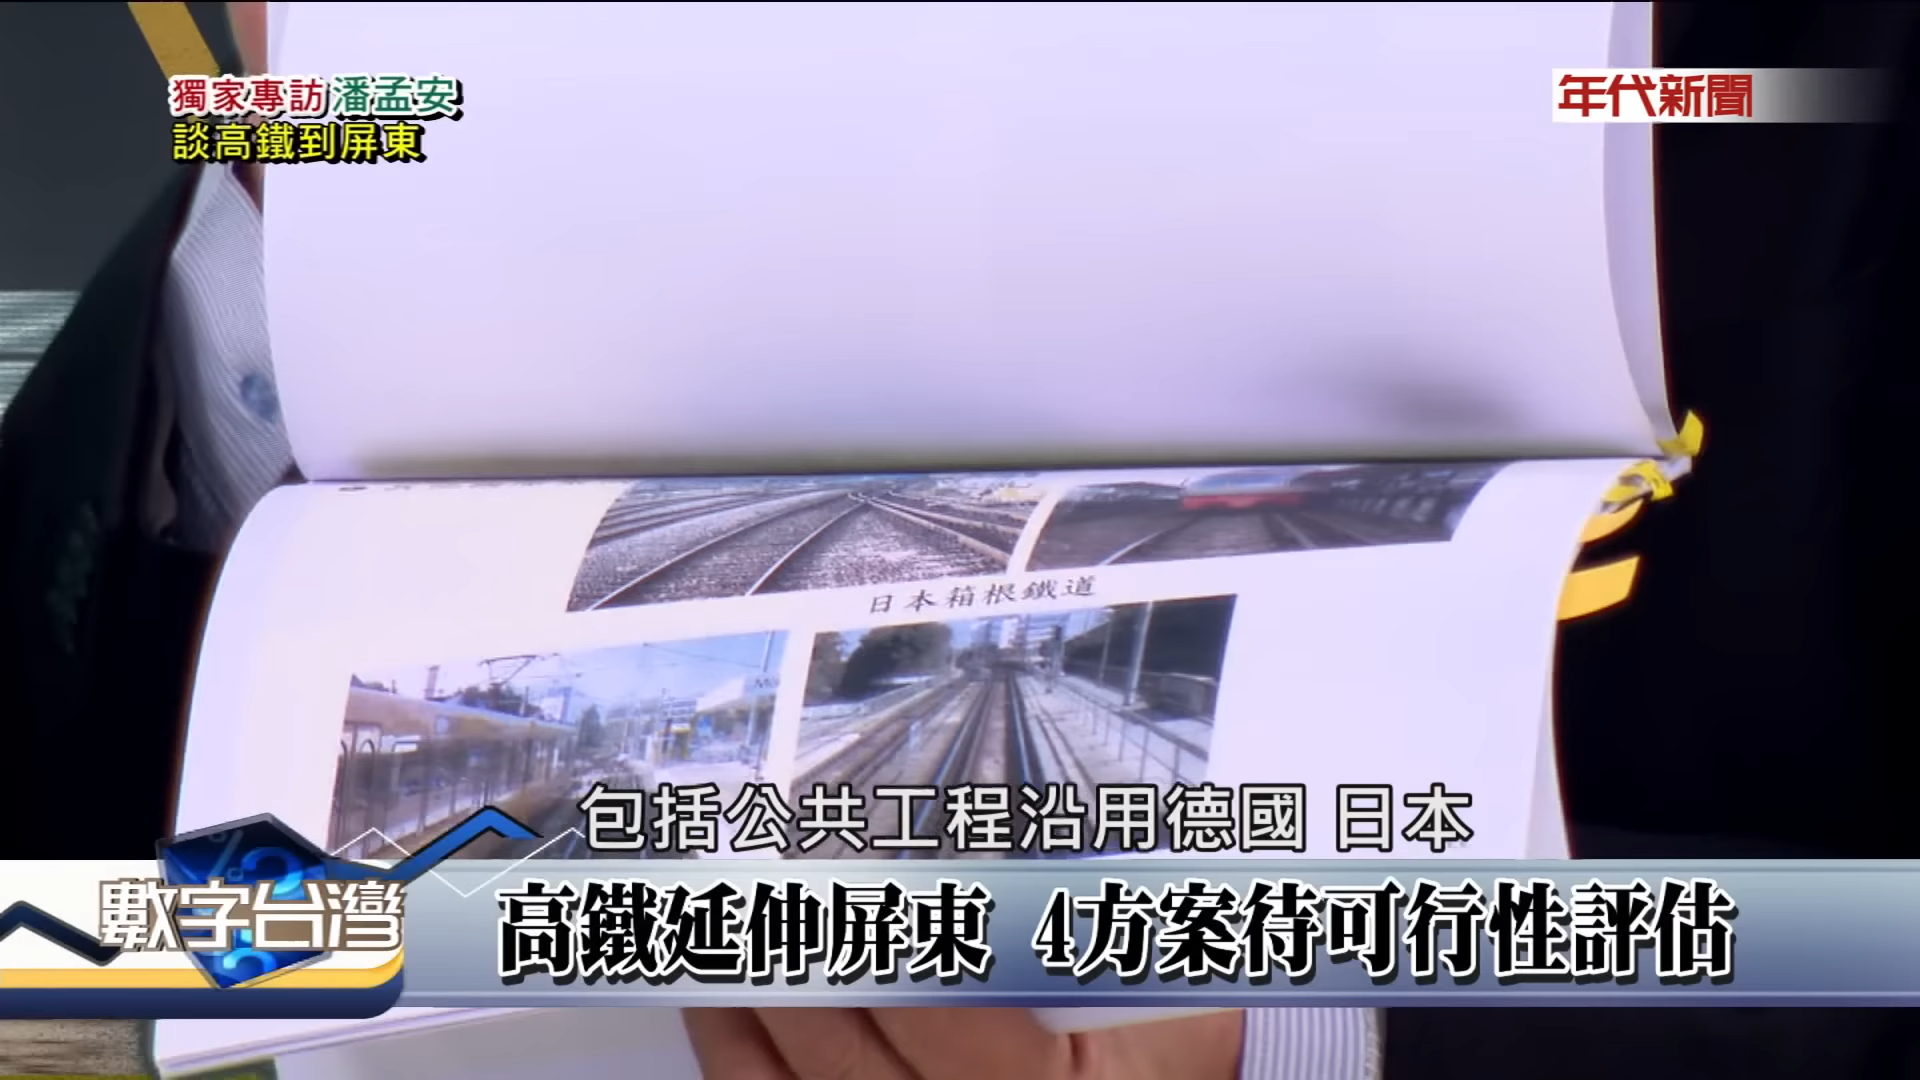 獨家專訪 潘孟安
談高鐵到屏東
年代新聞
日本箱根鐵道
包括公共工程沿用德國 日本
數字台灣
高鐵延伸屏東 4方案待可行性評估